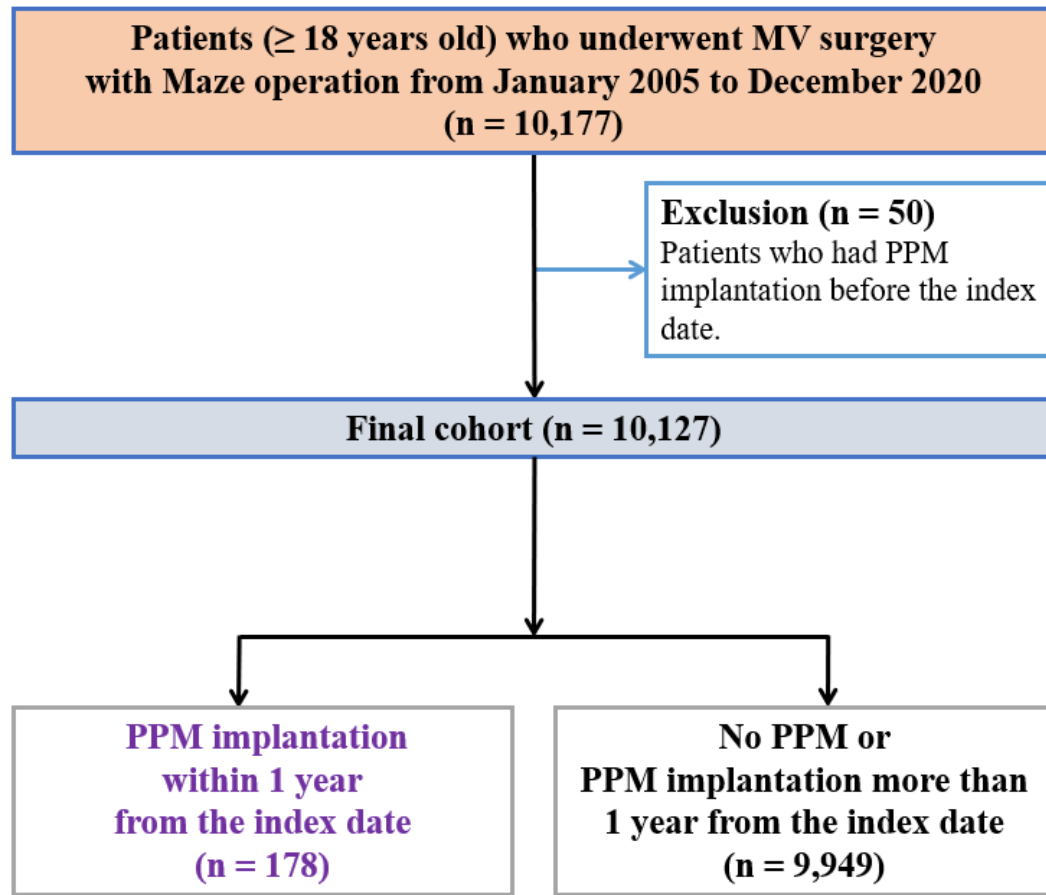 Patients (≥ 18 years old) who underwent MV surgery
with Maze operation from January 2005 to December 2020
(n = 10,177)
Exclusion (n = 50)
Patients who had PPM
implantation before the index
date.
Final cohort (n = 10,127)
PPM implantation
within 1 year
from the index date
(n = 178)
No PPM or
PPM implantation more than
1 year from the index date
(n = 9,949)